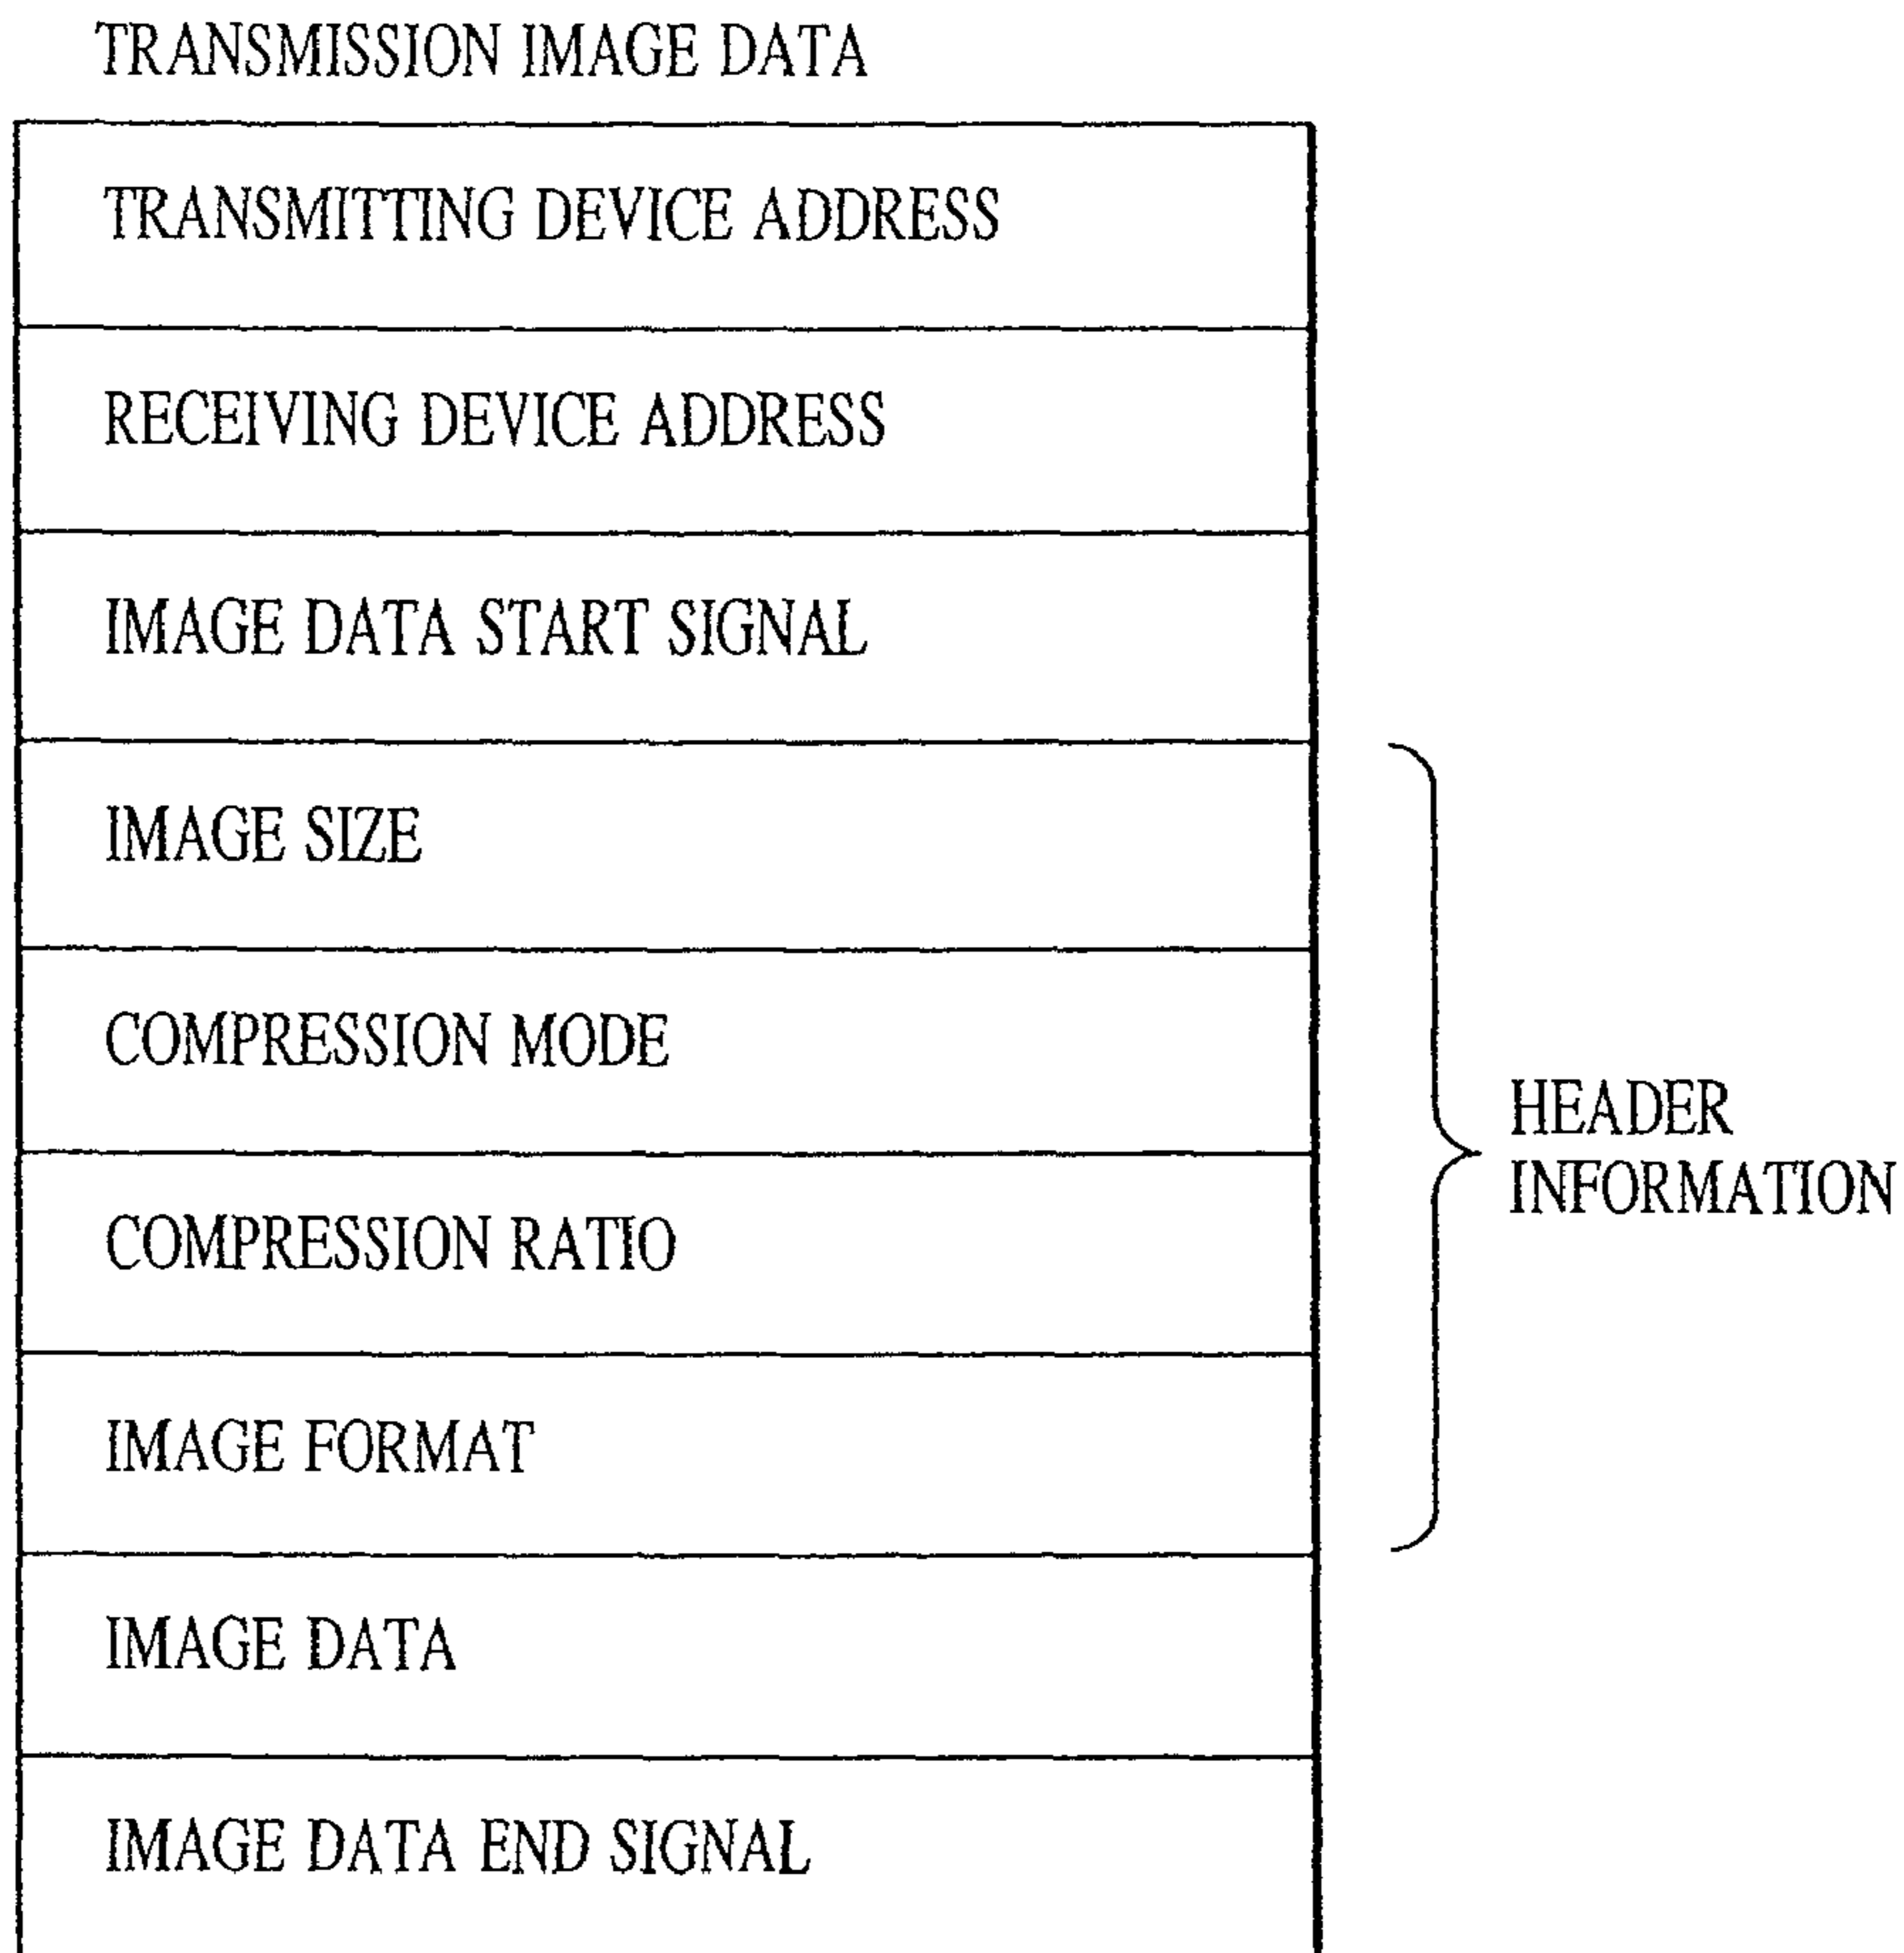 TRANSMISSION IMAGE DATA
TRANSMITTING DEVICE ADDRESS
RECEIVING DEVICE ADDRESS
IMAGE DATA START SIGNAL
IMAGE SIZE
COMPRESSION MODE
COMPRESSION RATIO
IMAGE FORMAT
IMAGE DATA
IMAGE DATA END SIGNAL
HEADER
INFORMATION